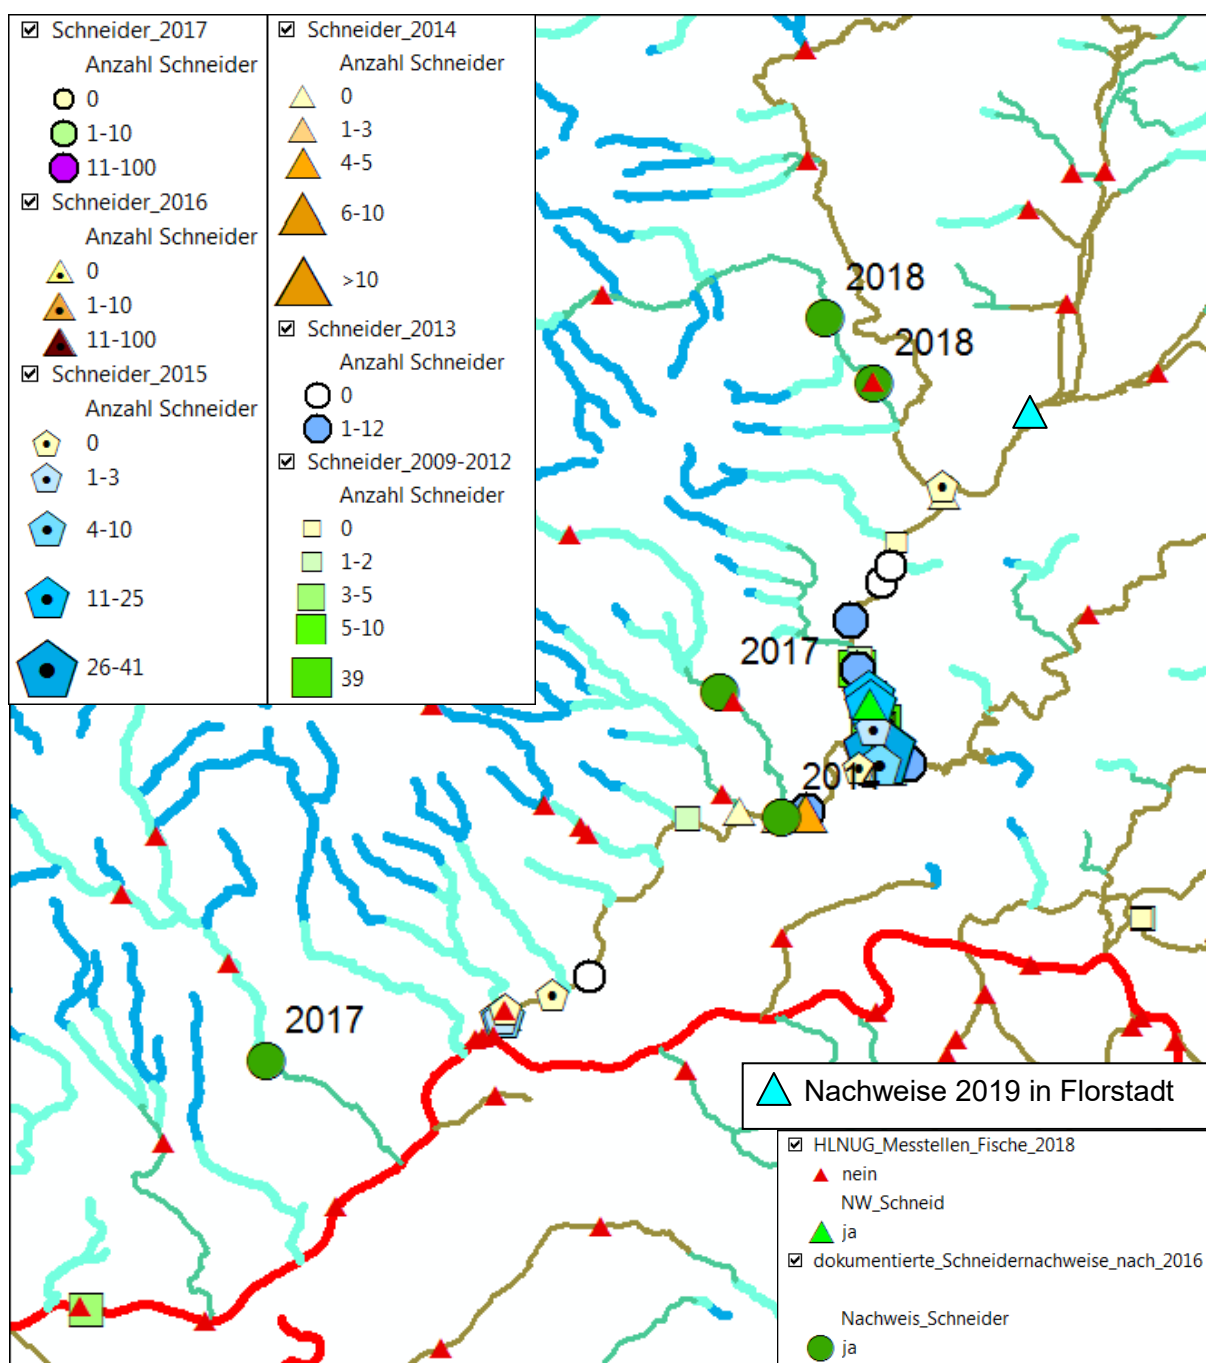 Schneider_2017
Anzahl Schneider
0
1-10
11-100
Schneider_2016
Anzahl Schneider
0
1-10
11-100
Schneider_2015
Anzahl Schneider
0
1-3
4-10
11-25
26-41
Schneider_2014
Anzahl Schneider
0
1-3
4-5
6-10
>10
Schneider_2013
Anzahl Schneider
0
1-12
Schneider_2009-2012
Anzahl Schneider
0
1-2
3-5
5-10
39
2018
2018
2017
2014
2017
Nachweise 2019 in Florstadt
HLNUG_Messtellen_Fische_2018
nein
NW_Schneid
ja
dokumentierte_Schneidernachweise_nach_2016
Nachweis_Schneider
ja